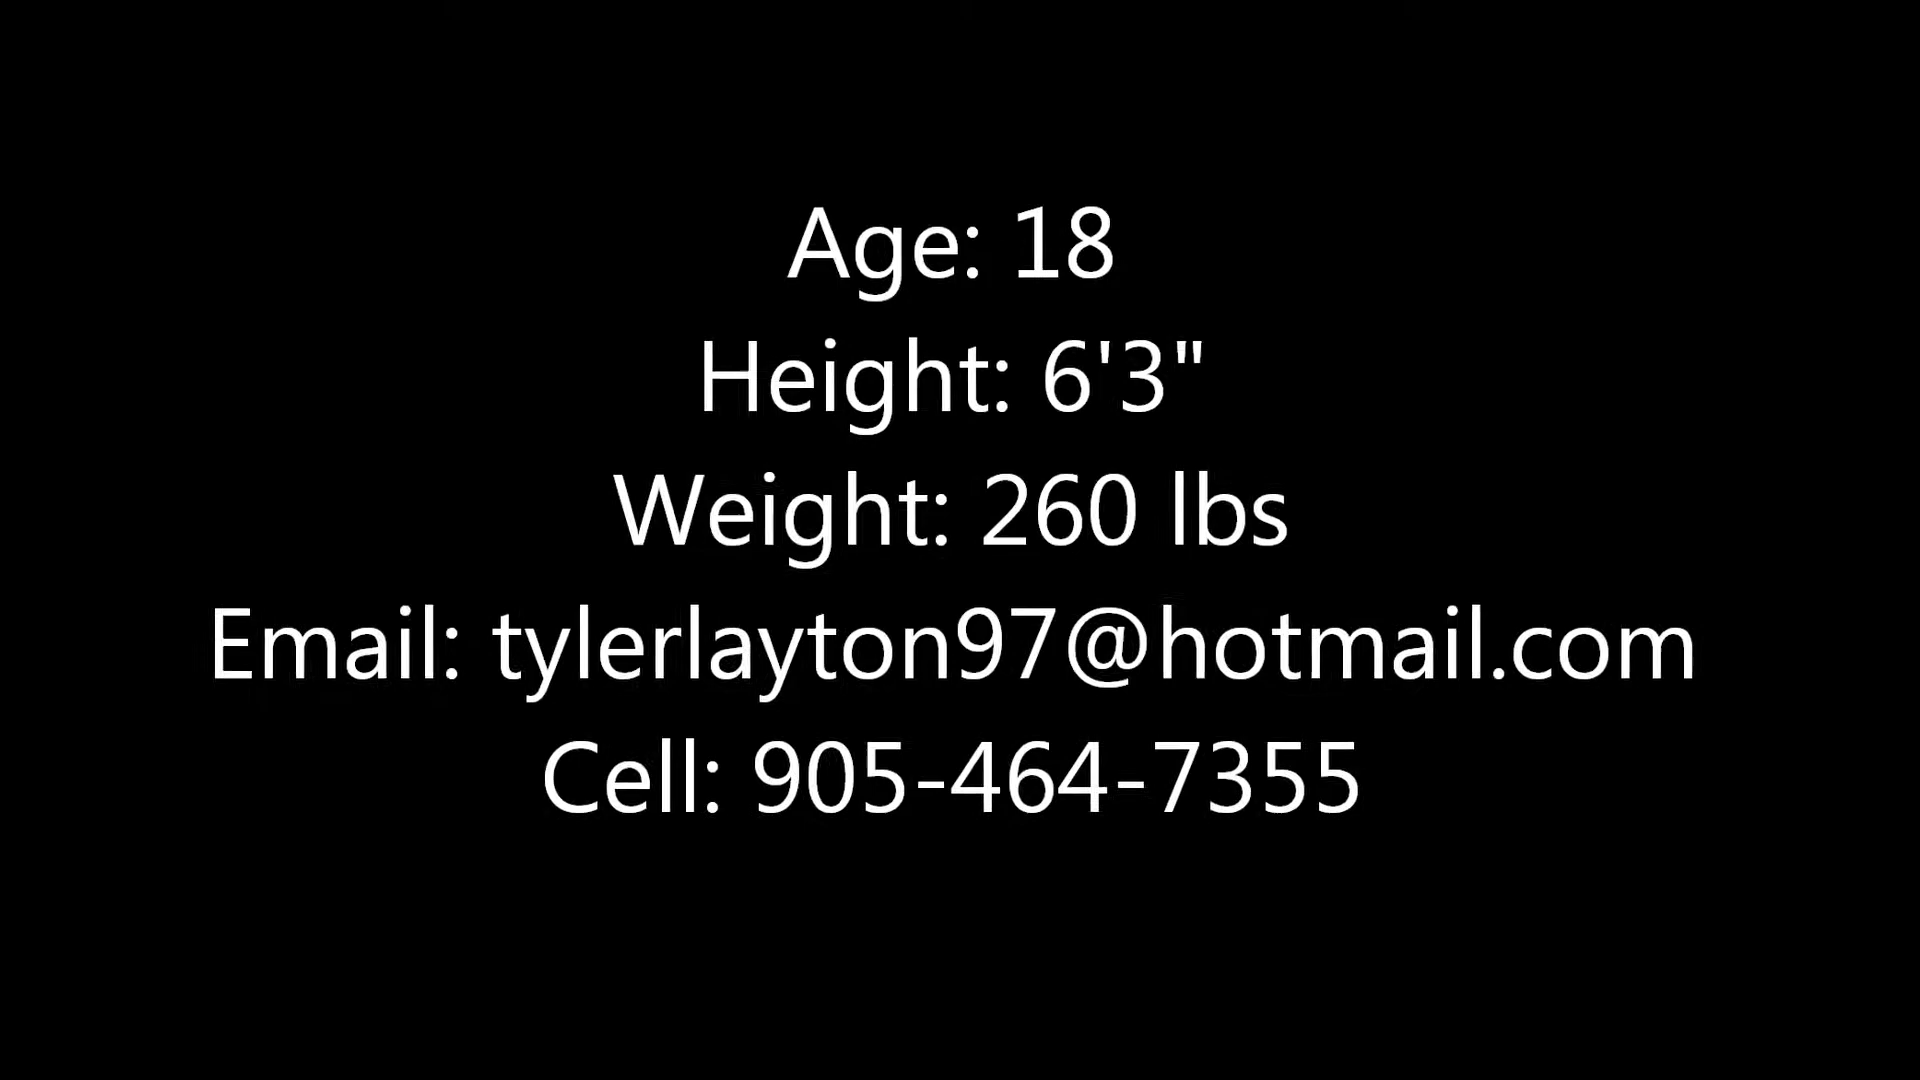 Age: 18
Height: 6'3"
Weight: 260 lbs
Email: tylerlayton97@hotmail.com
Cell: 905-464-7355